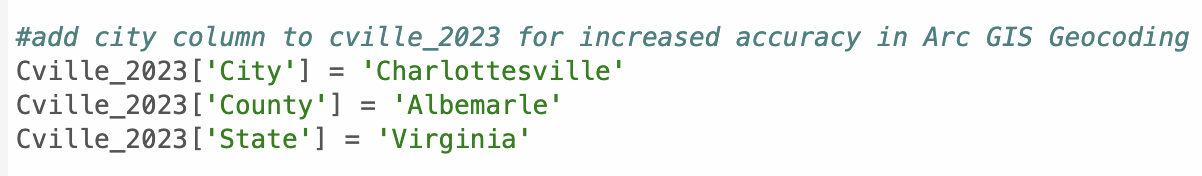 #add city column to cville_2023 for increased accuracy in Arc GIS Geocoding
Cville_2023['City'] = 'Charlottesville'
Cville_2023['County'] = 'Albemarle'
Cville_2023['State'] = 'Virginia'